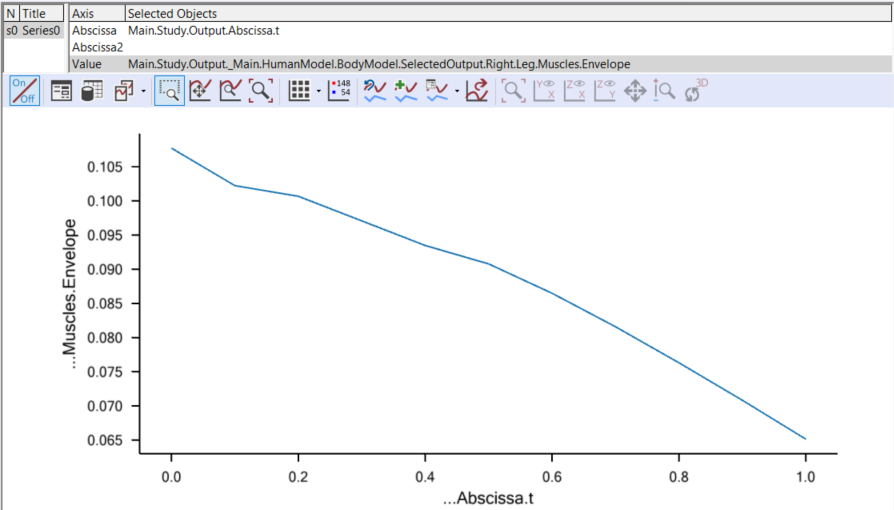 N Title Axis Selected Objects
s0 Series0 Abscissa Main.Study.Output.Abscissa.t
Abscissa2
Value Main.Study.Output._Main.HumanModel.BodyModel.SelectedOutput.Right.Leg.Muscles.Envelope
On
Off
148
54
Y
X
Z
X
Z
Y
3D
0.105
0.100
0.095
0.090
0.085
0.080
0.075
0.070
0.065
...Muscles.Envelope
0.0 0.2 0.4 0.6 0.8 1.0
...Abscissa.t